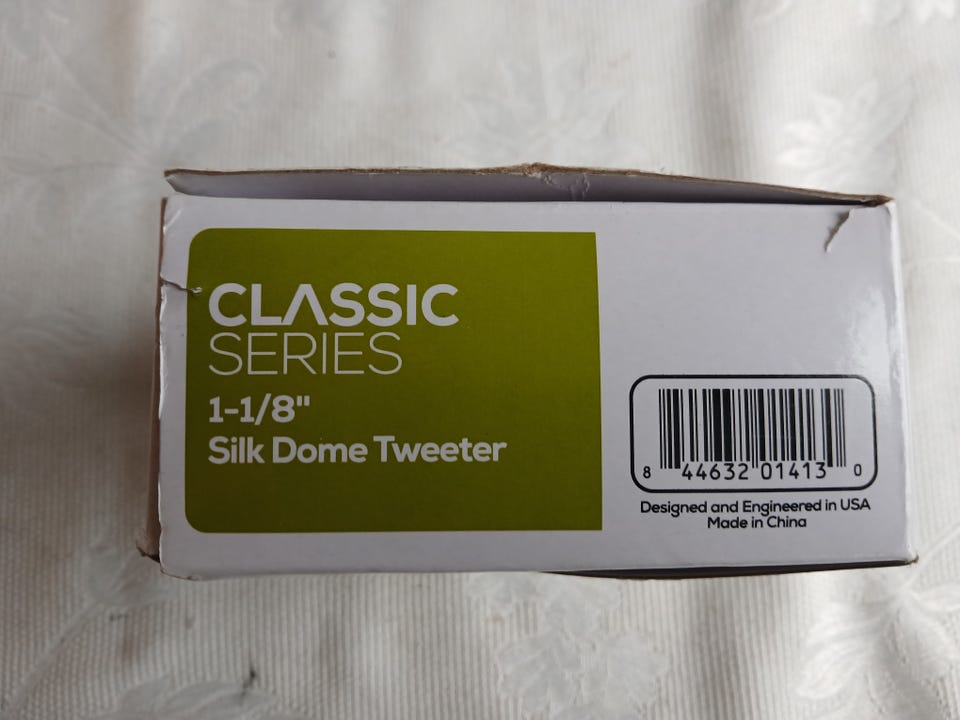 CLASSIC
SERIES
1-1/8"
Silk Dome Tweeter
8 44632 01413 0
Designed and Engineered in USA
Made in China